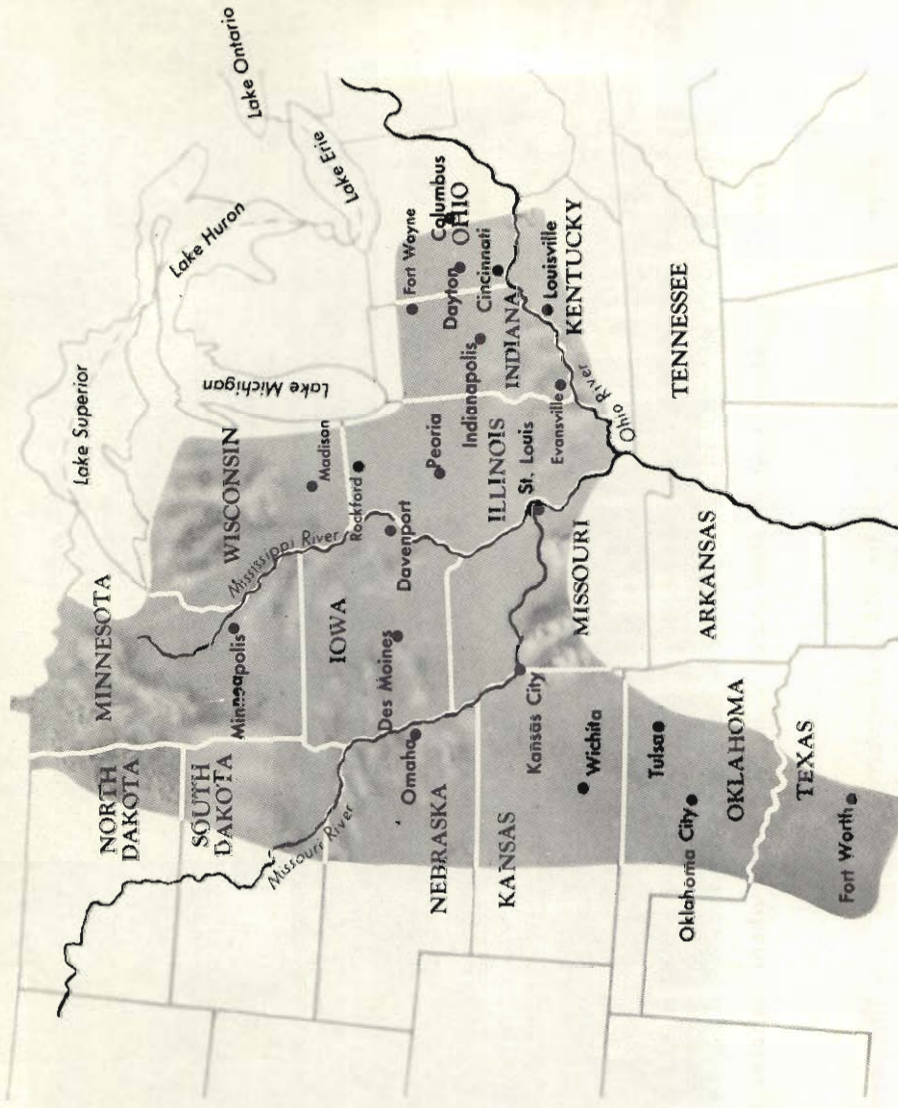 Lake Superior
Lake Huron
Lake Ontario
Lake Erie
Lake Michigan
MINNESOTA
Minneapolis
WISCONSIN
Madison
Mississippi River
NORTH
DAKOTA
SOUTH
DAKOTA
Missouri River
IOWA
Des Moines
Davenport
Rockford
Peoria
ILLINOIS
Fort Wayne
Columbus
OHIO
Dayton
Cincinnati
Indianapolis
INDIANA
Louisville
KENTUCKY
Evansville
Ohio River
St. Louis
Omaha
NEBRASKA
Kansas City
MISSOURI
KANSAS
Wichita
TENNESSEE
ARKANSAS
Tulsa
Oklahoma City
OKLAHOMA
TEXAS
Fort Worth